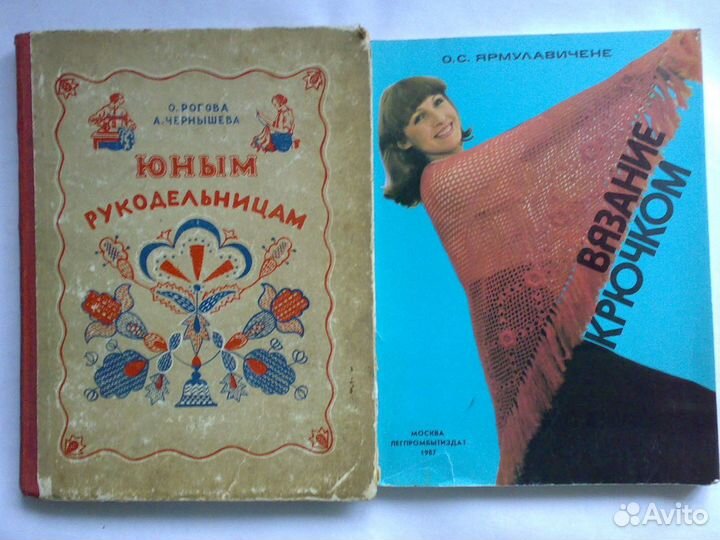 О. РОГОВА
А. ЧЕРНЫШЕВА
ЮНЫМ
РУКОДЕЛЬНИЦАМ
О.С. ЯРМУЛАВИЧЕНЕ
ВЯЗАНИЕ
КРЮЧКОМ
МОСКВА
ЛЕГПРОМБЫТИЗДАТ
1987
Avito